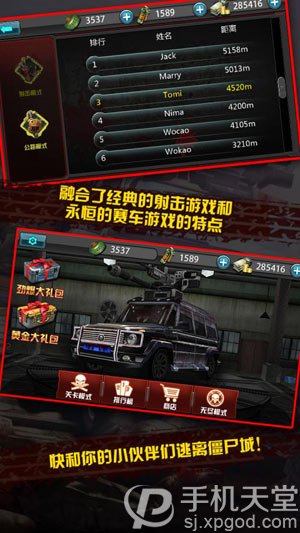 3537 1589 285416
排行 姓名 距离
1 Jack 5158m
2 Marry 5013m
3 Tomi 4520m
4 Nima 4200m
5 Wocao 4105m
6 Wokao 3210m
射击模式
公路模式
融合了经典的射击游戏和
永恒的赛车游戏的特点
3537 1589 285416
劲爆大礼包
黄金大礼包
关卡模式 排行榜 商店 无尽模式
快和你的小伙伴们逃离僵尸城!
手机天堂
sj.xpgod.com